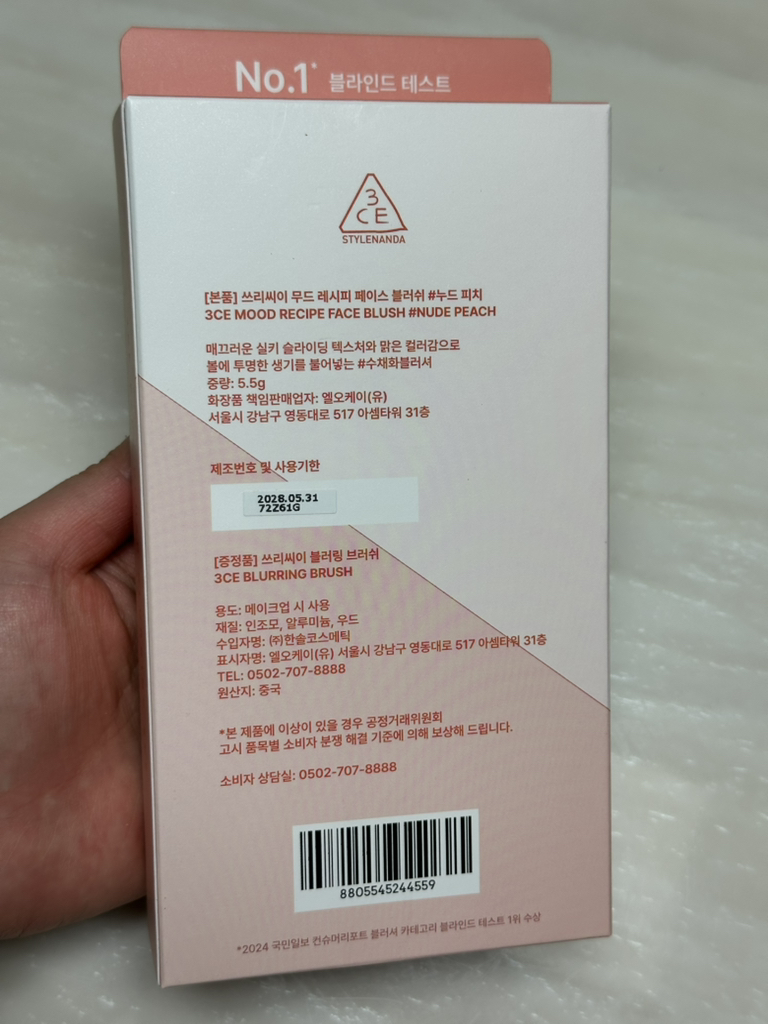 No.1* 블라인드 테스트
3
CE
STYLENANDA
[본품] 쓰리씨이 무드 레시피 페이스 블러쉬 #누드 피치
3CE MOOD RECIPE FACE BLUSH #NUDE PEACH
매끄러운 실키 슬라이딩 텍스처와 맑은 컬러감으로
볼에 투명한 생기를 불어넣는 #수채화블러셔
중량: 5.5g
화장품 책임판매업자: 엘오케이(유)
서울시 강남구 영동대로 517 아셈타워 31층
제조번호 및 사용기한
2028.05.31
72Z61G
[증정품] 쓰리씨이 블러링 브러쉬
3CE BLURRING BRUSH
용도: 메이크업 시 사용
재질: 인조모, 알루미늄, 우드
수입자명: ㈜한솔코스메틱
표시자명: 엘오케이(유) 서울시 강남구 영동대로 517 아셈타워 31층
TEL: 0502-707-8888
원산지: 중국
*본 제품에 이상이 있을 경우 공정거래위원회
고시 품목별 소비자 분쟁 해결 기준에 의해 보상해 드립니다.
소비자 상담실: 0502-707-8888
8805545244559
*2024 국민일보 컨슈머리포트 블러셔 카테고리 블라인드 테스트 1위 수상